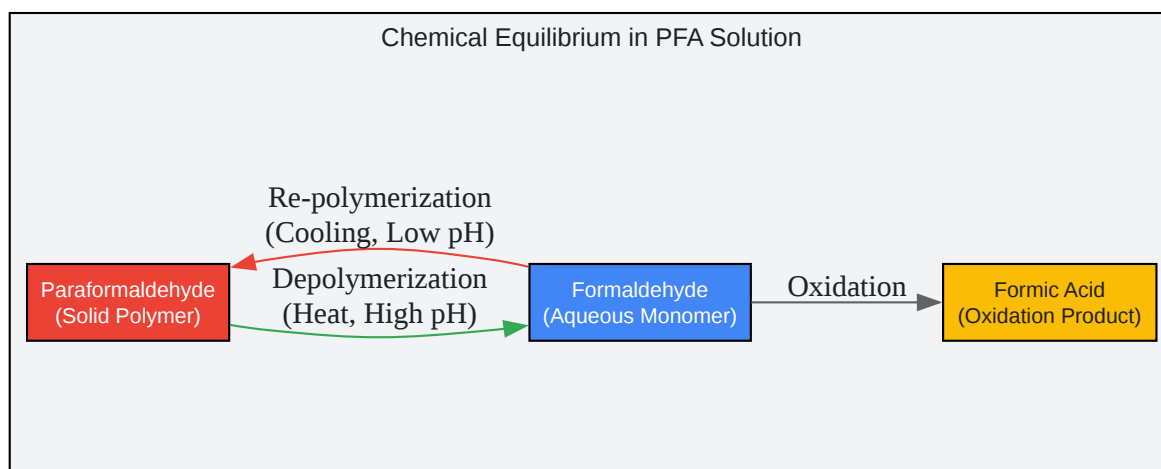 Chemical Equilibrium in PFA Solution
Re-polymerization
(Cooling, Low pH)
Depolymerization
(Heat, High pH)
Paraformaldehyde
(Solid Polymer)
Formaldehyde
(Aqueous Monomer)
Oxidation
Formic Acid
(Oxidation Product)